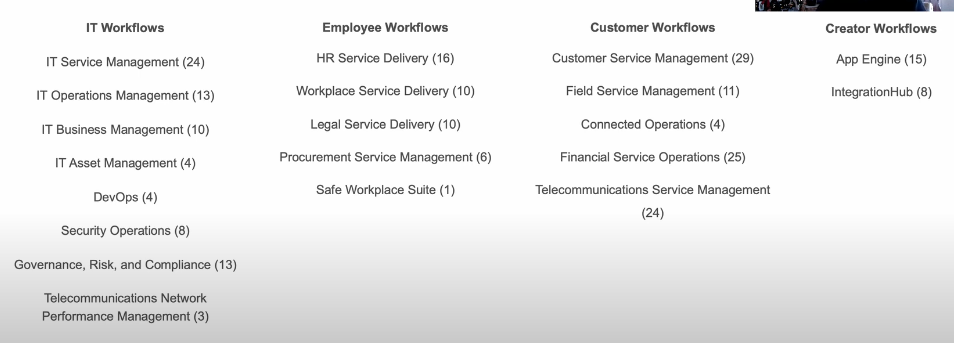 IT Workflows
IT Service Management (24)
IT Operations Management (13)
IT Business Management (10)
IT Asset Management (4)
DevOps (4)
Security Operations (8)
Governance, Risk, and Compliance (13)
Telecommunications Network
Performance Management (3)
Employee Workflows
HR Service Delivery (16)
Workplace Service Delivery (10)
Legal Service Delivery (10)
Procurement Service Management (6)
Safe Workplace Suite (1)
Customer Workflows
Customer Service Management (29)
Field Service Management (11)
Connected Operations (4)
Financial Service Operations (25)
Telecommunications Service Management
(24)
Creator Workflows
App Engine (15)
IntegrationHub (8)